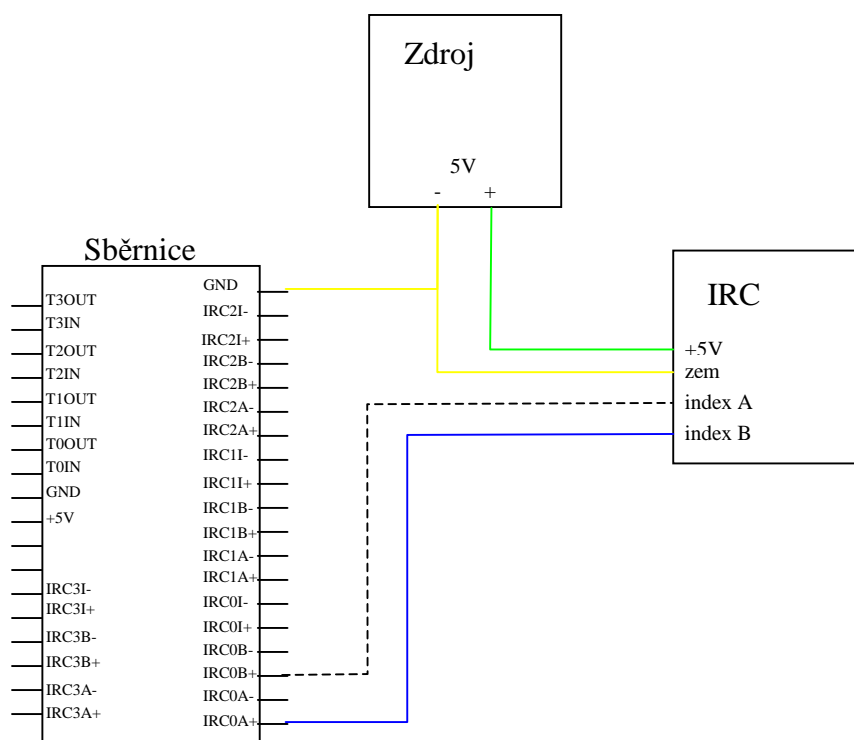 Zdroj
5V
- +
Sběrnice
T3OUT
T3IN
T2OUT
T2IN
T1OUT
T1IN
T0OUT
T0IN
GND
+5V
IRC3I-
IRC3I+
IRC3B-
IRC3B+
IRC3A-
IRC3A+
GND
IRC2I-
IRC2I+
IRC2B-
IRC2B+
IRC2A-
IRC2A+
IRC1I-
IRC1I+
IRC1B-
IRC1B+
IRC1A-
IRC1A+
IRC0I-
IRC0I+
IRC0B-
IRC0B+
IRC0A-
IRC0A+
IRC
+5V
zem
index A
index B